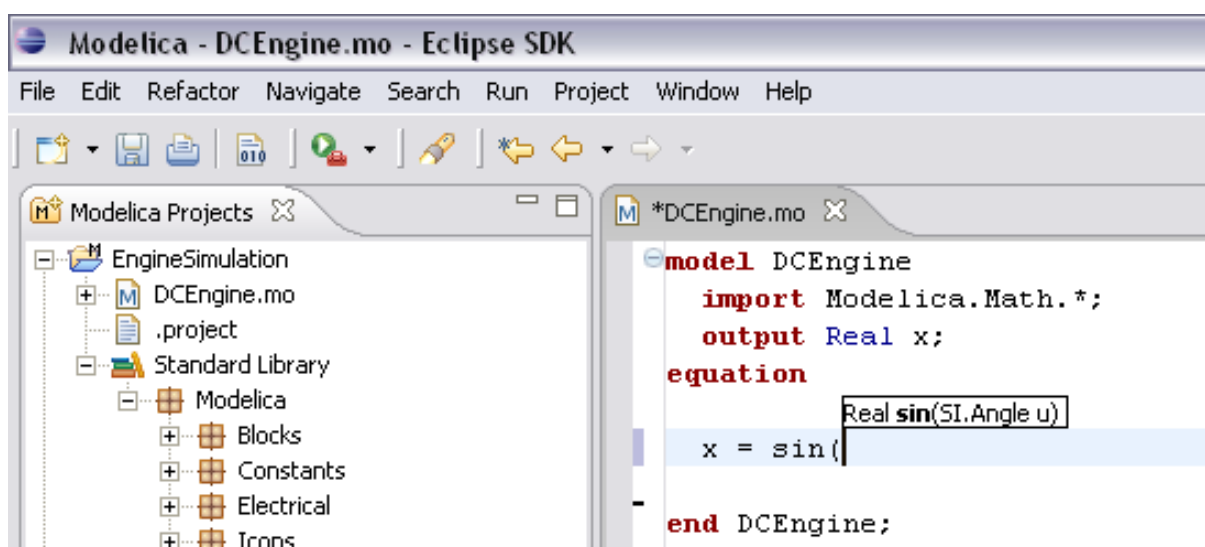 Modelica - DCEngine.mo - Eclipse SDK
File Edit Refactor Navigate Search Run Project Window Help
010
Modelica Projects
EngineSimulation
DCEngine.mo
.project
Standard Library
Modelica
Blocks
Constants
Electrical
Icons
*DCEngine.mo
model DCEngine
import Modelica.Math.*;
output Real x;
equation
Real sin(SI.Angle u)
x = sin(
end DCEngine;